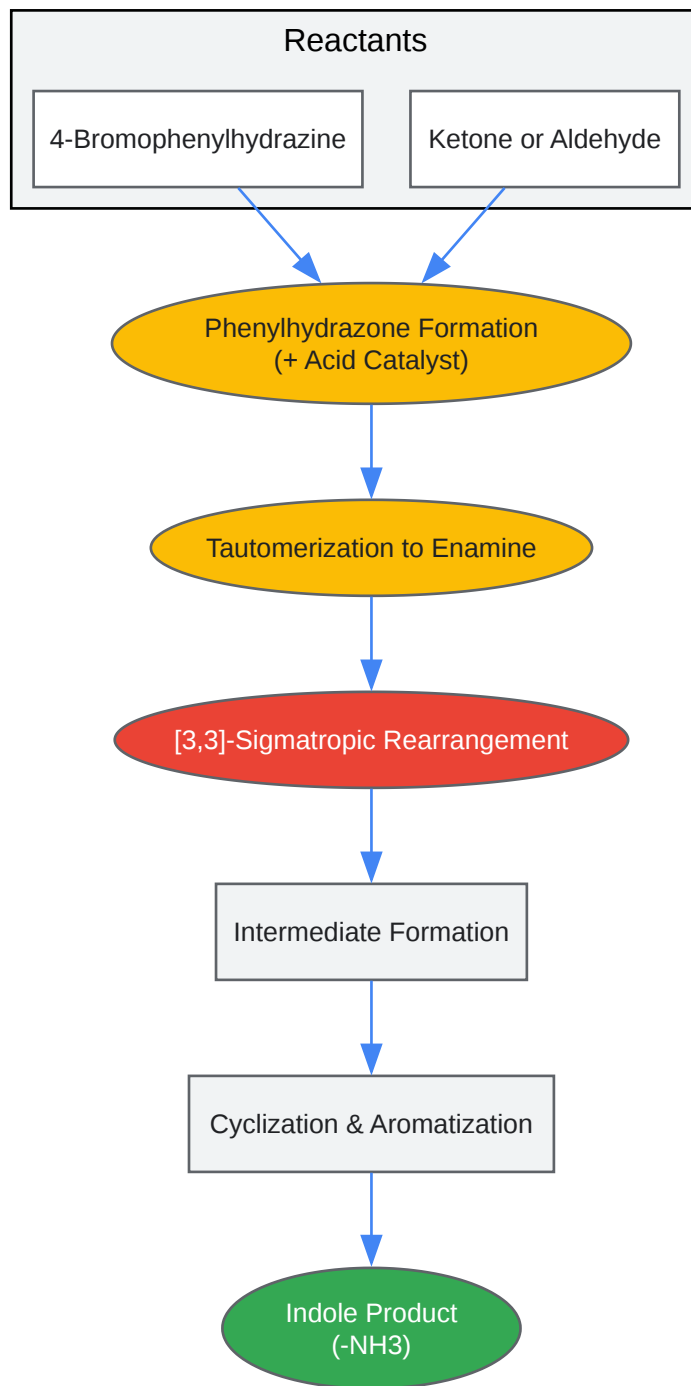 Reactants
4-Bromophenylhydrazine
Ketone or Aldehyde
Phenylhydrazone Formation
(+ Acid Catalyst)
Tautomerization to Enamine
[3,3]-Sigmatropic Rearrangement
Intermediate Formation
Cyclization & Aromatization
Indole Product
(-NH3)